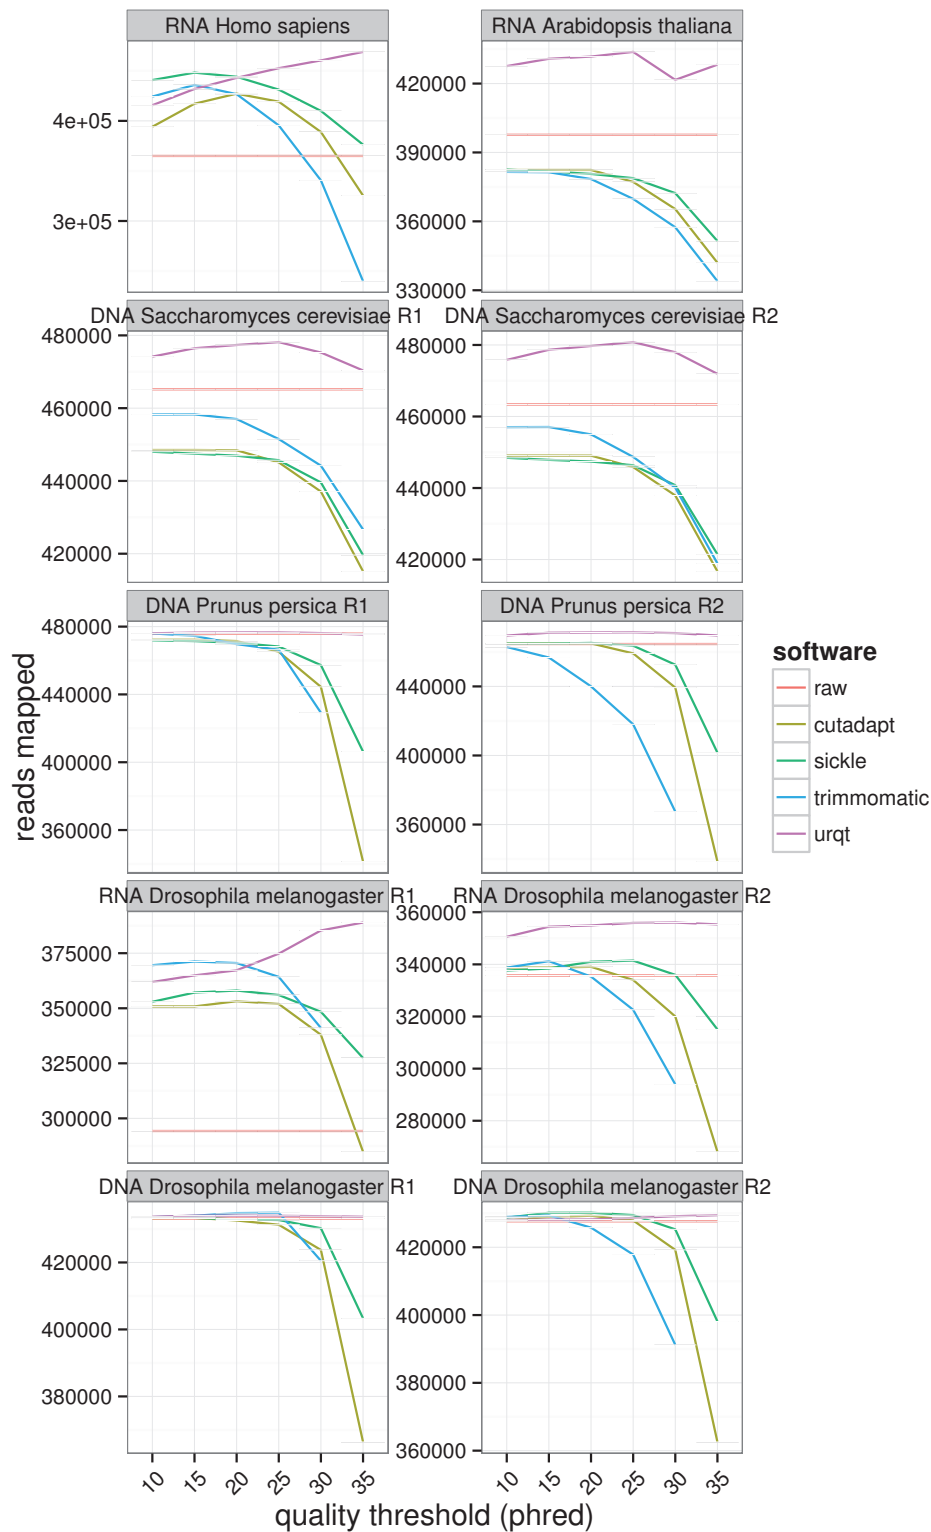 RNA Homo sapiens
RNA Arabidopsis thaliana
4e+05
3e+05
420000
390000
360000
330000
DNA Saccharomyces cerevisiae R1
DNA Saccharomyces cerevisiae R2
480000
460000
440000
420000
480000
460000
440000
420000
DNA Prunus persica R1
DNA Prunus persica R2
480000
440000
400000
360000
440000
400000
360000
RNA Drosophila melanogaster R1
RNA Drosophila melanogaster R2
375000
350000
325000
300000
360000
340000
320000
300000
280000
DNA Drosophila melanogaster R1
DNA Drosophila melanogaster R2
420000
400000
380000
420000
400000
380000
360000
10 15 20 25 30 35
10 15 20 25 30 35
quality threshold (phred)
reads mapped
software
raw
cutadapt
sickle
trimmomatic
urqt